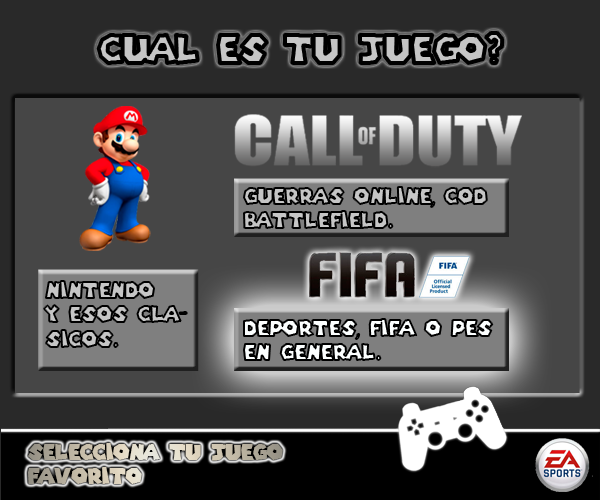 CUAL ES TU JUEGO?
M
CALL OF DUTY
GUERRAS ONLINE, COD
BATTLEFIELD.
FIFA
FIFA
Official
Licensed
Product
NINTENDO
Y ESOS CLA-
SICOS.
DEPORTES, FIFA O PES
EN GENERAL.
SELECCIONA TU JUEGO
FAVORITO
EA
SPORTS